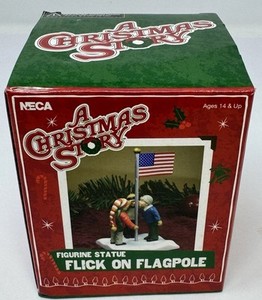 A
CHRISTMAS
STORY
NECA
Ages 14 & Up
A
CHRISTMAS
STORY
FIGURINE STATUE
FLICK ON FLAGPOLE